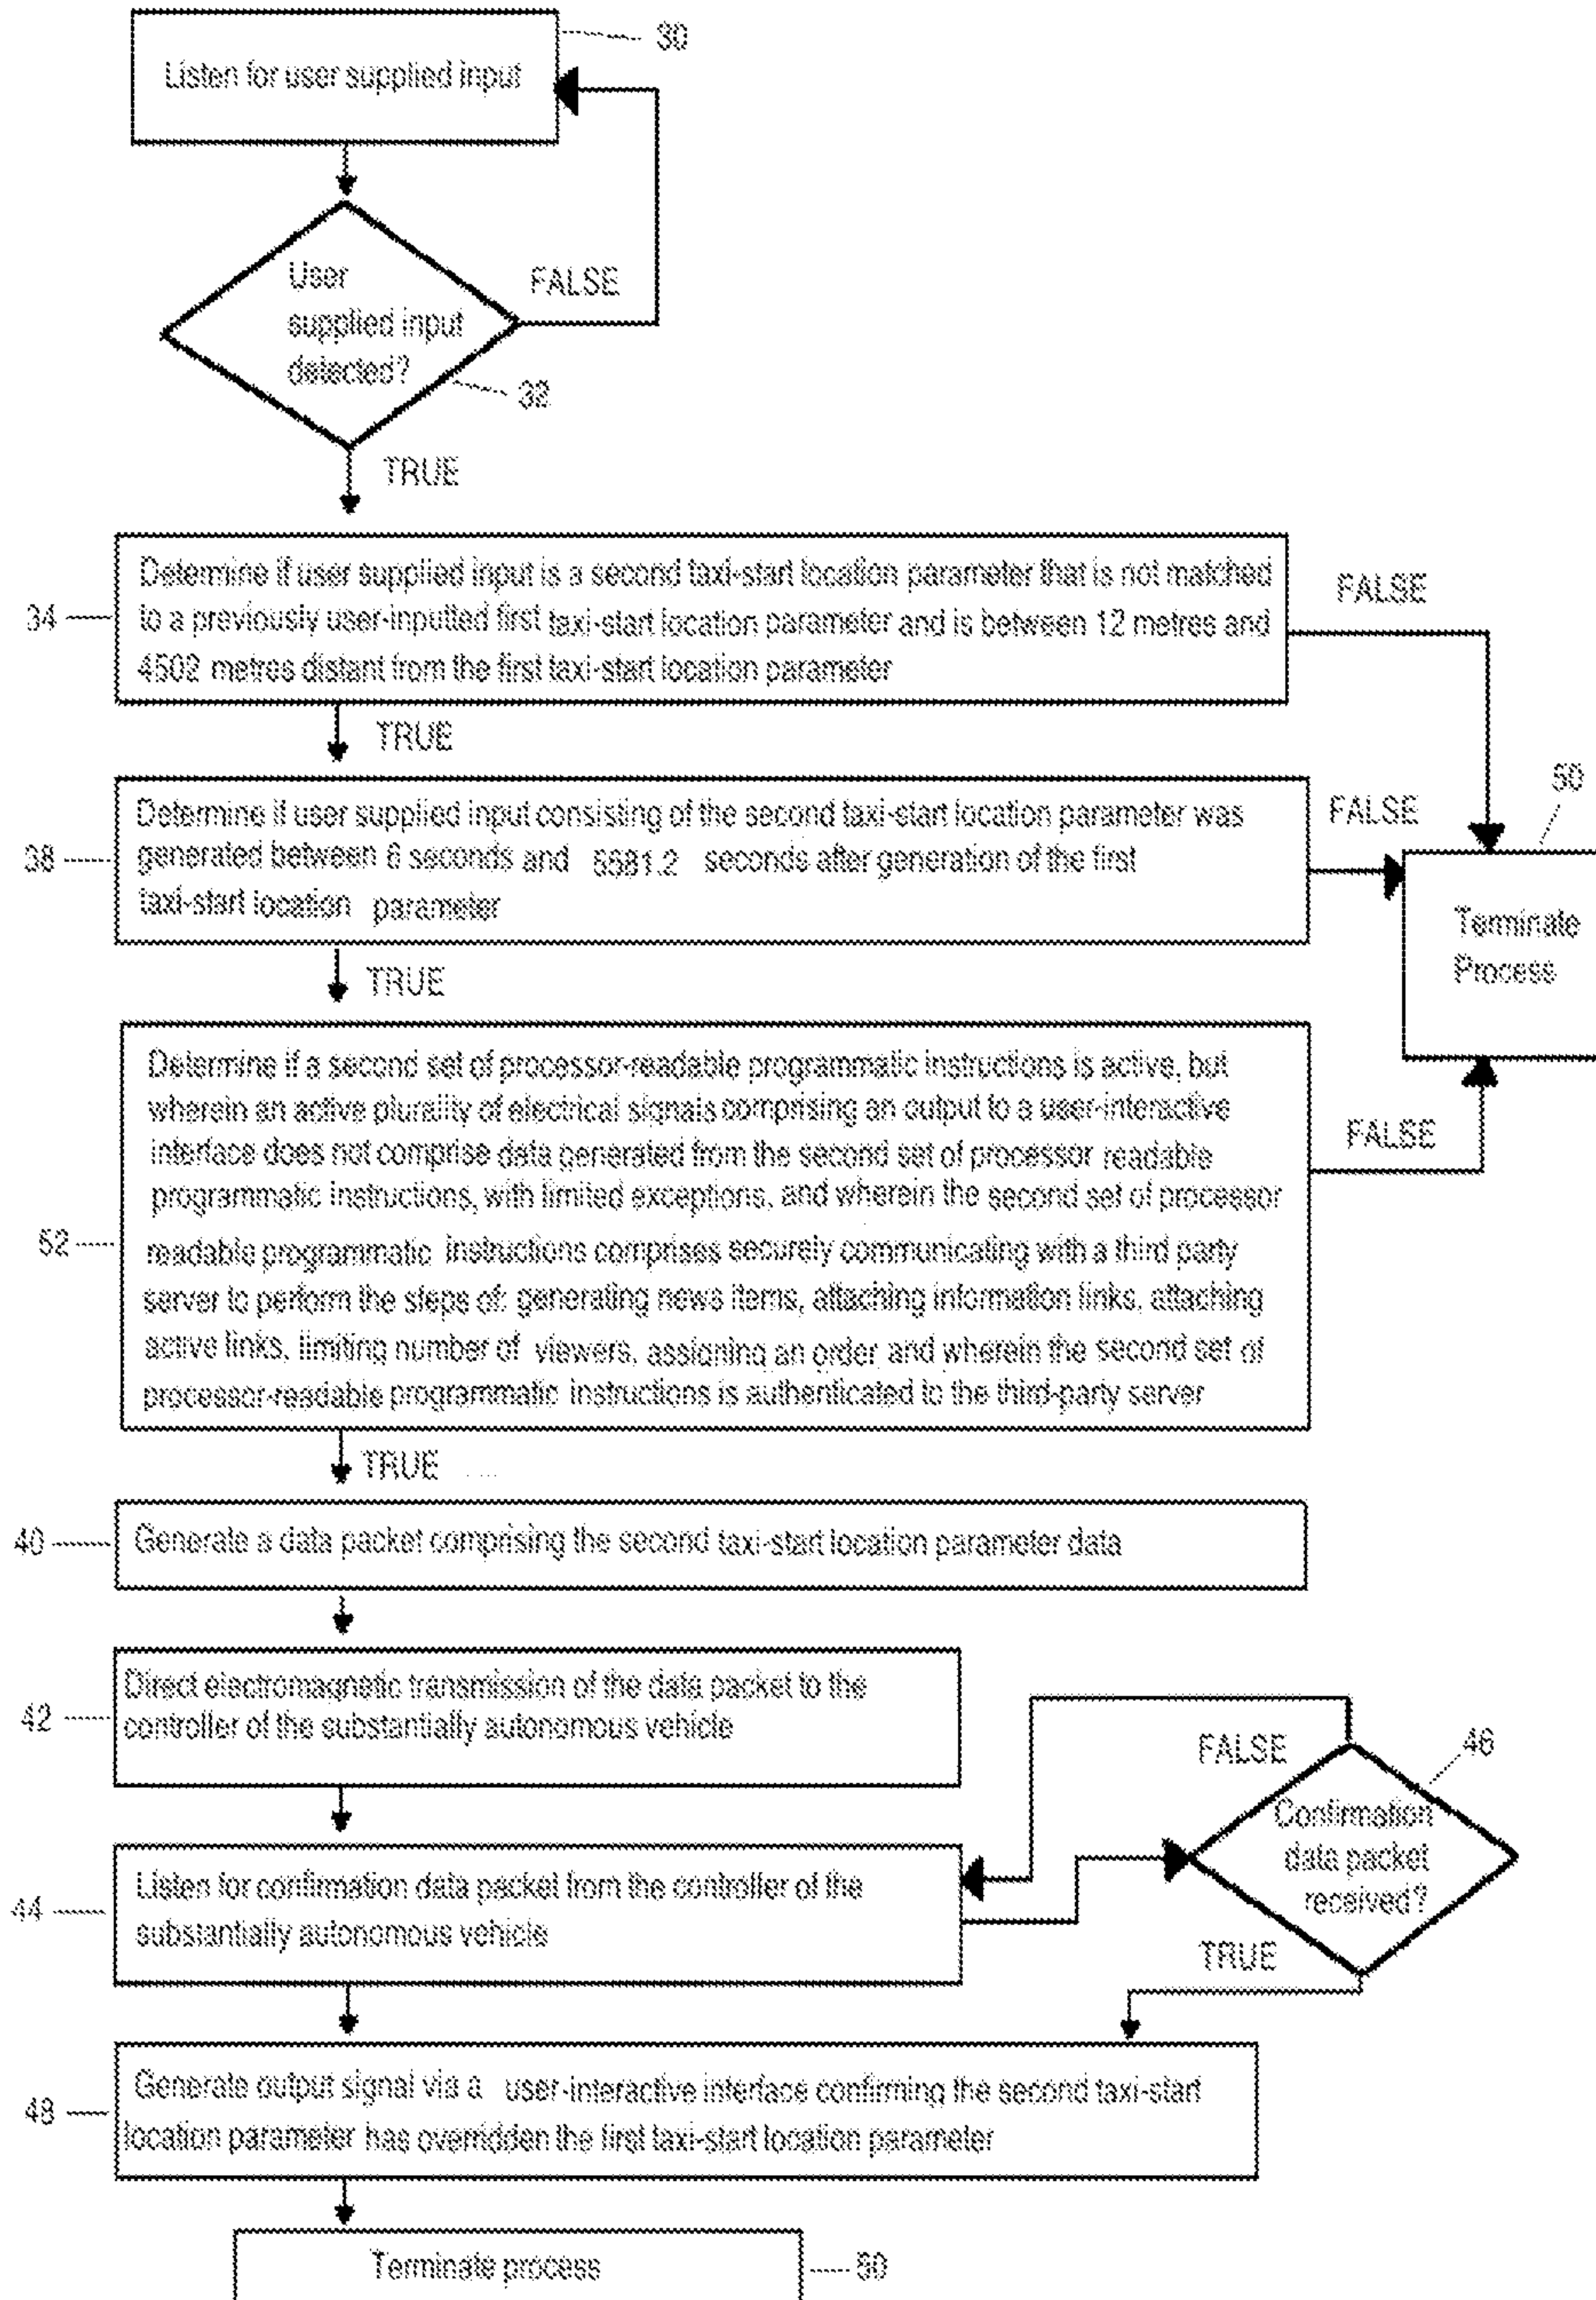 30
Listen for user supplied input
User
supplied input
detected?
FALSE
32
TRUE
Determine if user supplied input is a second taxi-start location parameter that is not matched
to a previously user-inputted first taxi-start location parameter and is between 12 metres and
4502 metres distant from the first taxi-start location parameter
34
FALSE
TRUE
Determine if user supplied input consisting of the second taxi-start location parameter was
generated between 6 seconds and 5581.2 seconds after generation of the first
taxi-start location parameter
38
FALSE
50
Terminate
Process
TRUE
Determine if a second set of processor-readable programmatic instructions is active, but
wherein an active plurality of electrical signals comprising an output to a user-interactive
interface does not comprise data generated from the second set of processor readable
programmatic instructions, with limited exceptions, and wherein the second set of processor
readable programmatic instructions comprises securely communicating with a third party
server to perform the steps of: generating news items, attaching information links, attaching
active links, limiting number of viewers, assigning an order and wherein the second set of
processor-readable programmatic instructions is authenticated to the third-party server
52
FALSE
TRUE
40
Generate a data packet comprising the second taxi-start location parameter data
42
Direct electromagnetic transmission of the data packet to the
controller of the substantially autonomous vehicle
FALSE
46
Confirmation
data packet
received?
44
Listen for confirmation data packet from the controller of the
substantially autonomous vehicle
TRUE
48
Generate output signal via a user-interactive interface confirming the second taxi-start
location parameter has overridden the first taxi-start location parameter
Terminate process
50